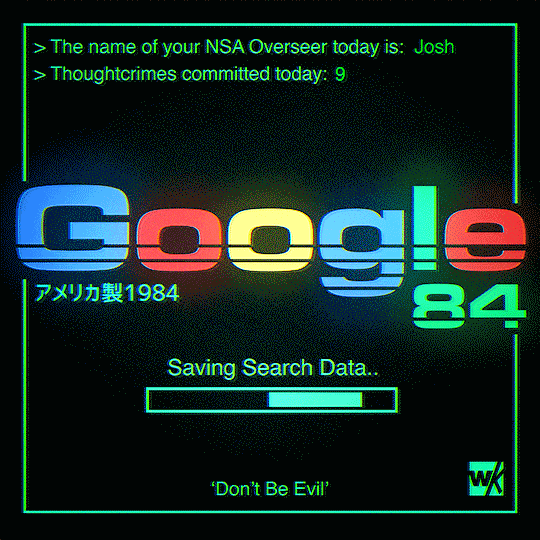 > The name of your NSA Overseer today is: Josh
> Thoughtcrimes committed today: 9
Google
アメリカ製1984
84
Saving Search Data..
'Don't Be Evil'
wk